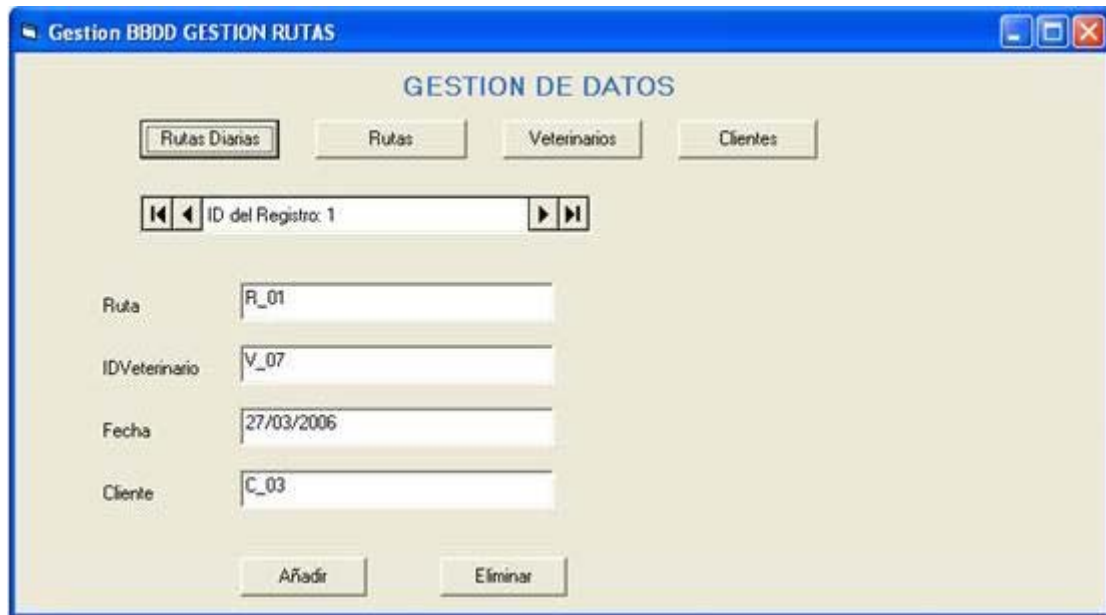 Gestion BBDD GESTION RUTAS
GESTION DE DATOS
Rutas Diarias Rutas Veterinarios Clientes
ID del Registro: 1
Ruta R_01
IDVeterinario V_07
Fecha 27/03/2006
Cliente C_03
Añadir Eliminar